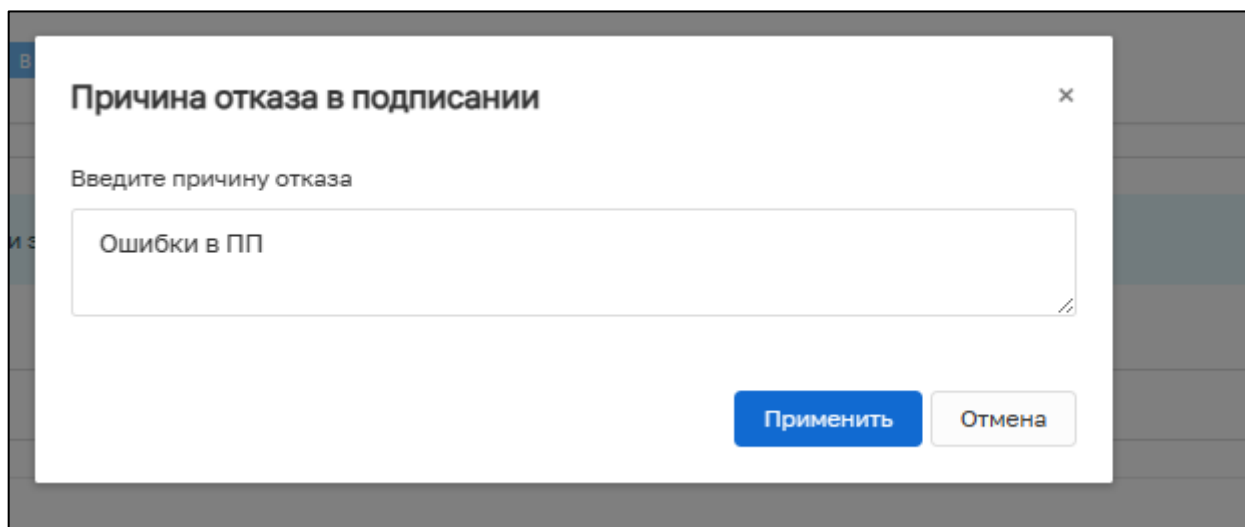 В
Причина отказа в подписании
×
Введите причину отказа
и з
Ошибки в ПП
Применить Отмена